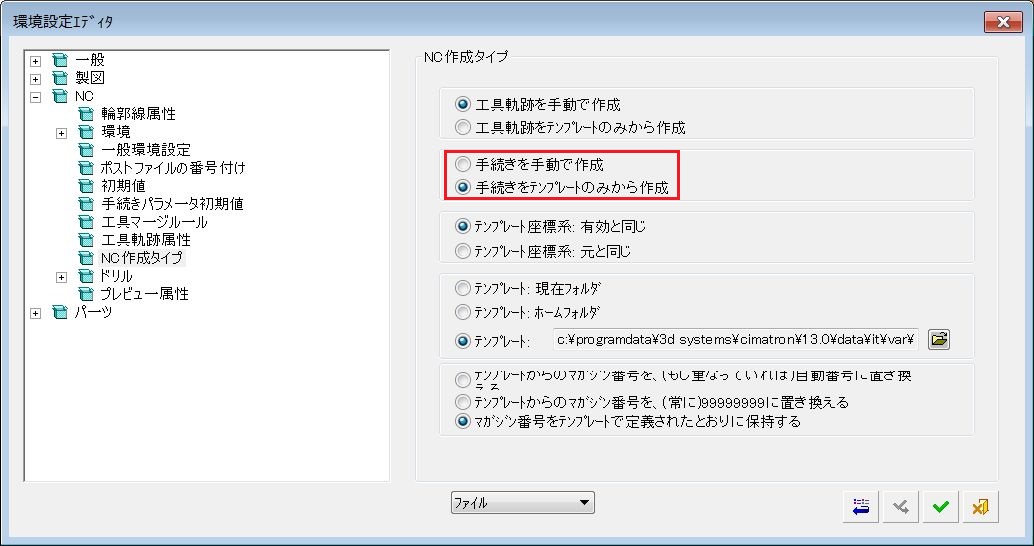 環境設定ｴﾃﾞｨﾀ
一般
製図
NC
輪郭線属性
環境
一般環境設定
ポストファイルの番号付け
初期値
手続きパラメータ初期値
工具マージルール
工具軌跡属性
NC作成タイプ
ドリル
プレビュー属性
パーツ
NC作成タイプ
工具軌跡を手動で作成
工具軌跡をﾃﾝﾌﾟﾚｰﾄのみから作成
手続きを手動で作成
手続きをﾃﾝﾌﾟﾚｰﾄのみから作成
ﾃﾝﾌﾟﾚｰﾄ座標系: 有効と同じ
ﾃﾝﾌﾟﾚｰﾄ座標系: 元と同じ
ﾃﾝﾌﾟﾚｰﾄ: 現在ﾌｫﾙﾀﾞ
ﾃﾝﾌﾟﾚｰﾄ: ﾎｰﾑﾌｫﾙﾀﾞ
ﾃﾝﾌﾟﾚｰﾄ: c:¥programdata¥3d systems¥cimatron¥13.0¥data¥it¥var¥
ﾃﾝﾌﾟﾚｰﾄからのﾏｶﾞｼﾞﾝ番号を、(もし重なっていれば)自動番号に置き換
える
ﾃﾝﾌﾟﾚｰﾄからのﾏｶﾞｼﾞﾝ番号を、(常に)99999999に置き換える
ﾏｶﾞｼﾞﾝ番号をﾃﾝﾌﾟﾚｰﾄで定義されたとおりに保持する
ﾌｧｲﾙ